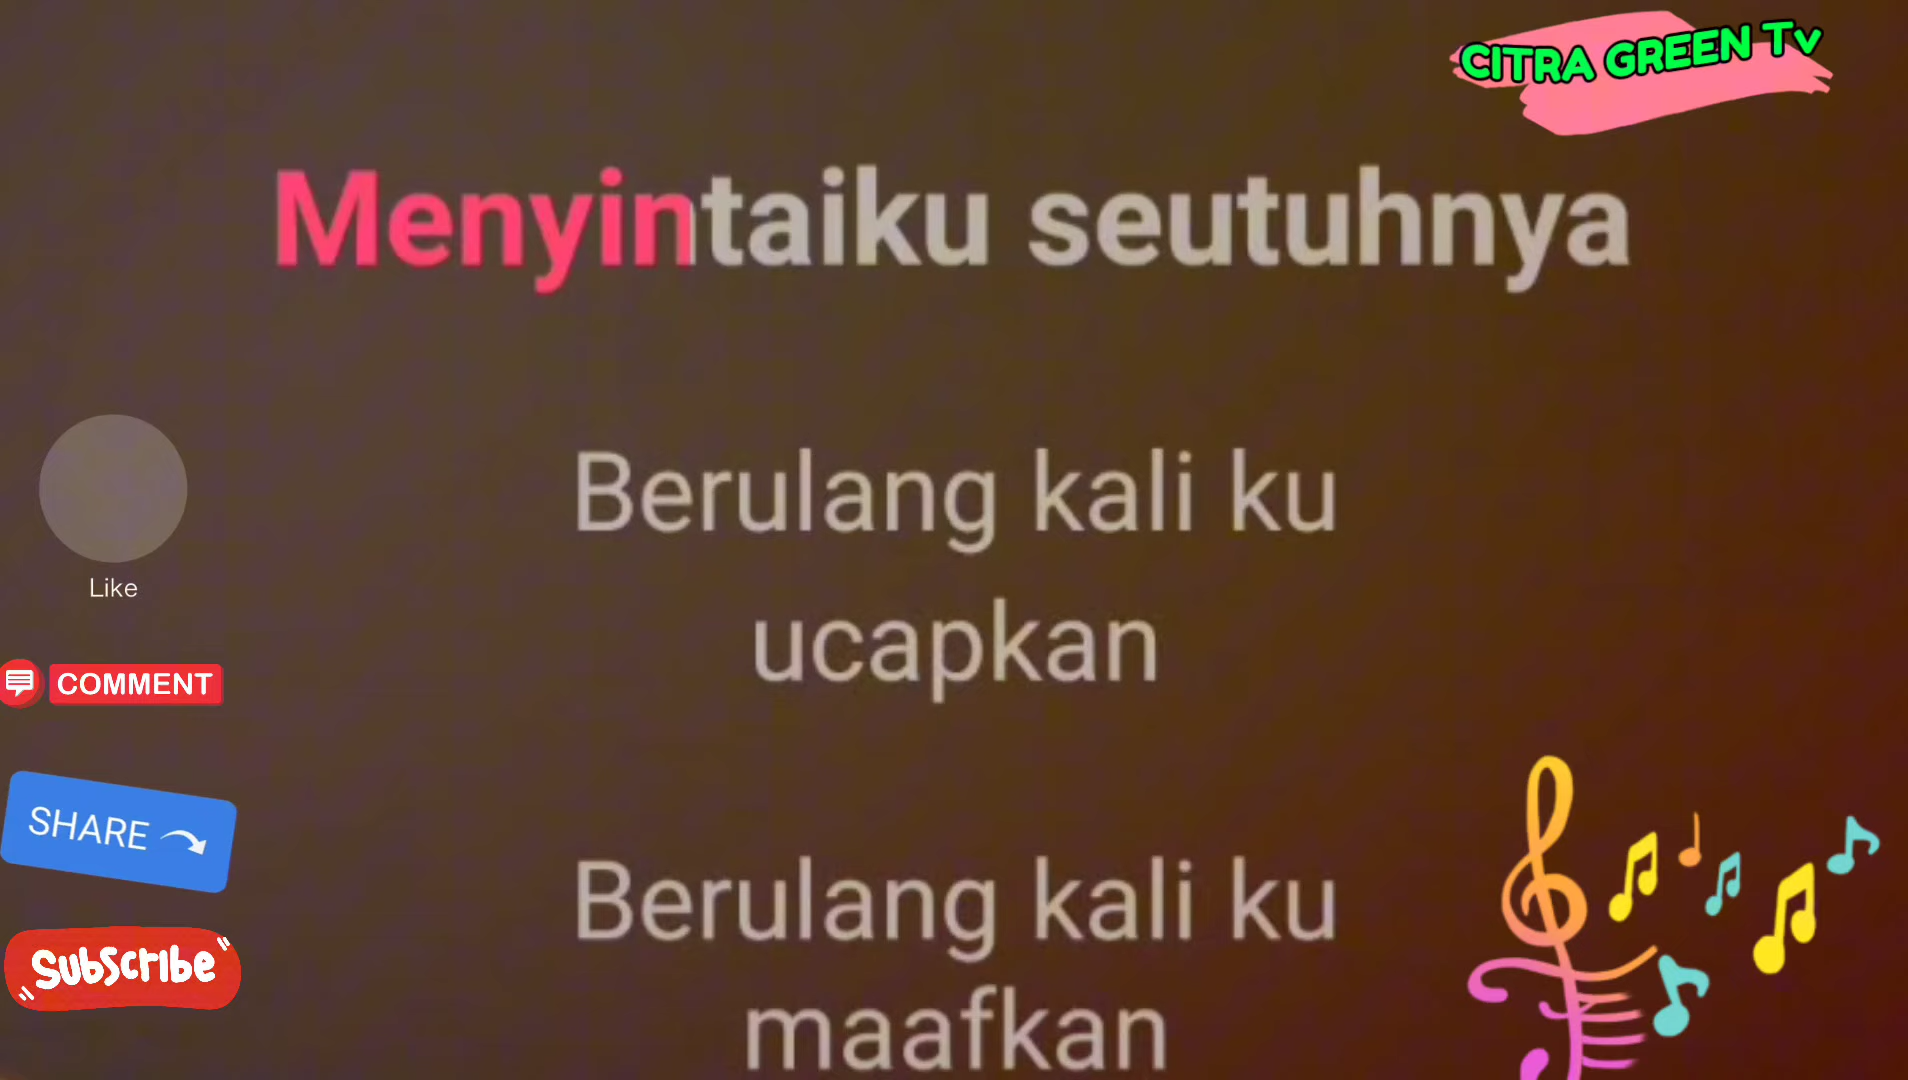 CITRA GREEN Tv
Menyintaiku seutuhnya
Berulang kali ku
ucapkan
Like
COMMENT
SHARE
Berulang kali ku
maafkan
Subscribe